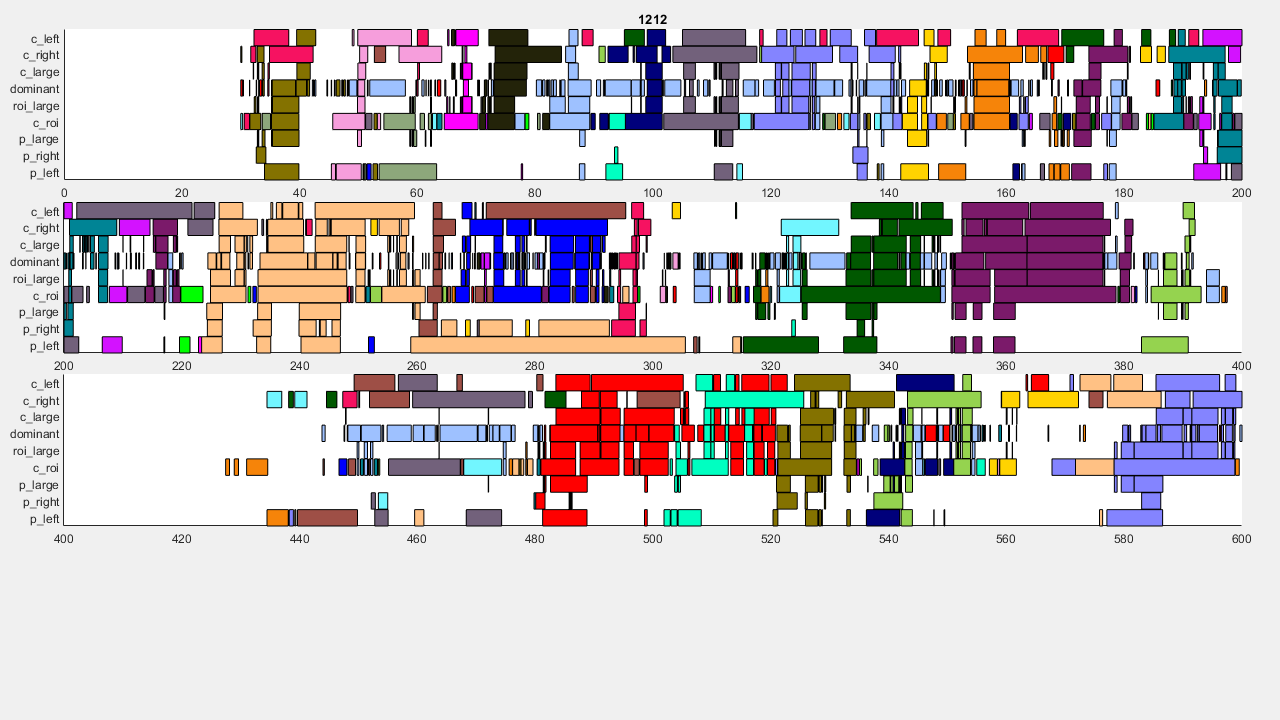 1212
c_left
c_right
c_large
dominant
roi_large
c_roi
p_large
p_right
p_left
0 20 40 60 80 100 120 140 160 180 200
c_left
c_right
c_large
dominant
roi_large
c_roi
p_large
p_right
p_left
200 220 240 260 280 300 320 340 360 380 400
c_left
c_right
c_large
dominant
roi_large
c_roi
p_large
p_right
p_left
400 420 440 460 480 500 520 540 560 580 600